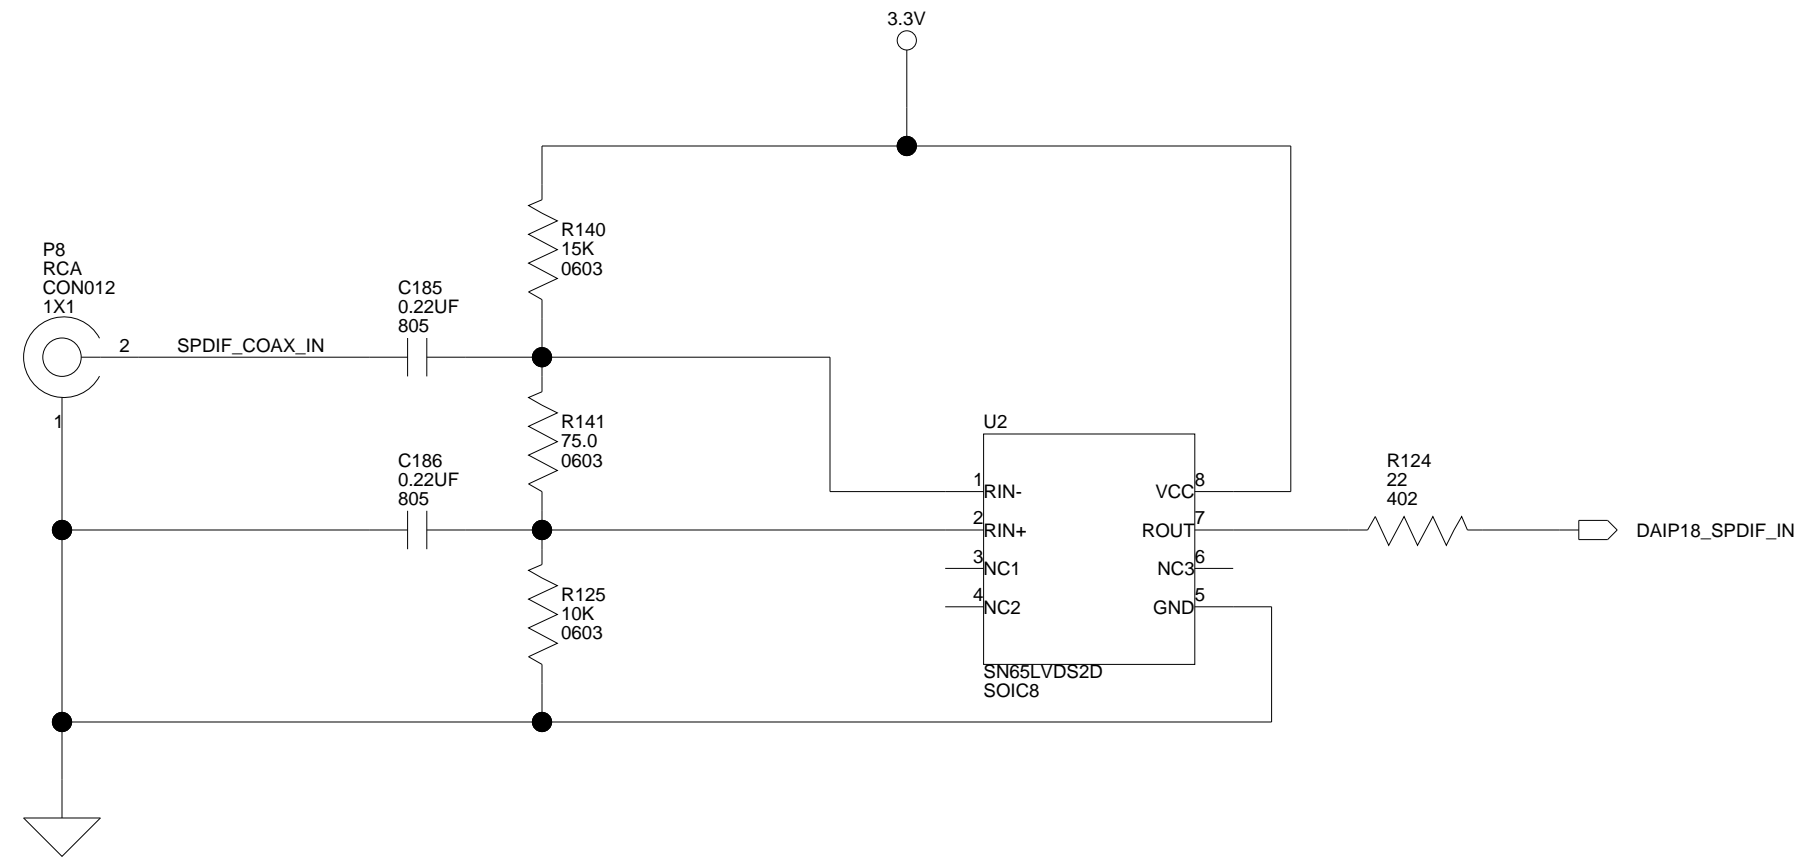 3.3V
R140
15K
0603
P8
RCA
CON012
1X1
C185
0.22UF
805
2
SPDIF_COAX_IN
1
R141
75.0
0603
U2
C186
0.22UF
805
R124
22
402
1
RIN-
VCC
8
2
RIN+
ROUT
7
DAIP18_SPDIF_IN
3
NC1
NC3
6
4
NC2
GND
5
R125
10K
0603
SN65LVDS2D
SOIC8